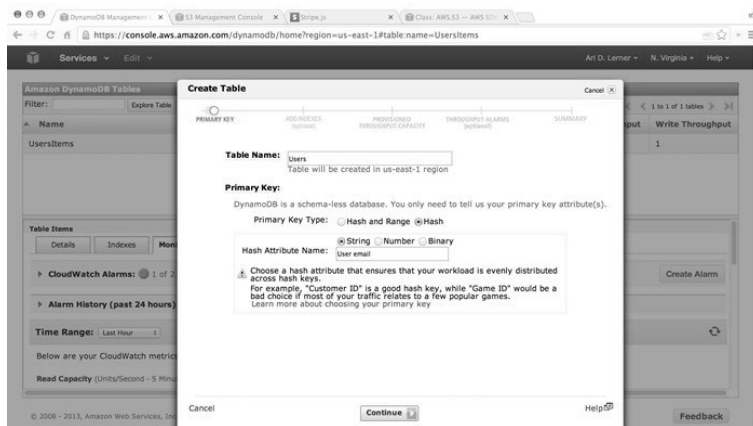 DynamoDB Management C
S3 Management Console
Stripe.js
Class: AWS.S3 — AWS SDK
https://console.aws.amazon.com/dynamodb/home?region=us-east-1#table:name=UsersItems
Services
Edit
Ari D. Lerner
N. Virginia
Help
Amazon DynamoDB Tables
Filter:
Explore Table
1 to 1 of 1 tables
Name
put
Write Throughput
UsersItems
1
Create Table
Cancel
PRIMARY KEY
ADD INDEXES
(optional)
PROVISIONED
THROUGHPUT CAPACITY
THROUGHPUT ALARMS
(optional)
SUMMARY
Table Name:
Users
Table will be created in us-east-1 region
Primary Key:
DynamoDB is a schema-less database. You only need to tell us your primary key attribute(s).
Primary Key Type:
Hash and Range
Hash
String
Number
Binary
Hash Attribute Name:
User email
Choose a hash attribute that ensures that your workload is evenly distributed
across hash keys.
For example, "Customer ID" is a good hash key, while "Game ID" would be a
bad choice if most of your traffic relates to a few popular games.
Learn more about choosing your primary key
Cancel
Continue
Help
Table Items
Details
Indexes
Moni
CloudWatch Alarms:
1 of 2
Create Alarm
Alarm History (past 24 hours)
Time Range:
Last Hour
Below are your CloudWatch metrics
Read Capacity (Units/Second - 5 Minu
© 2008 - 2013, Amazon Web Services, Inc
Feedback